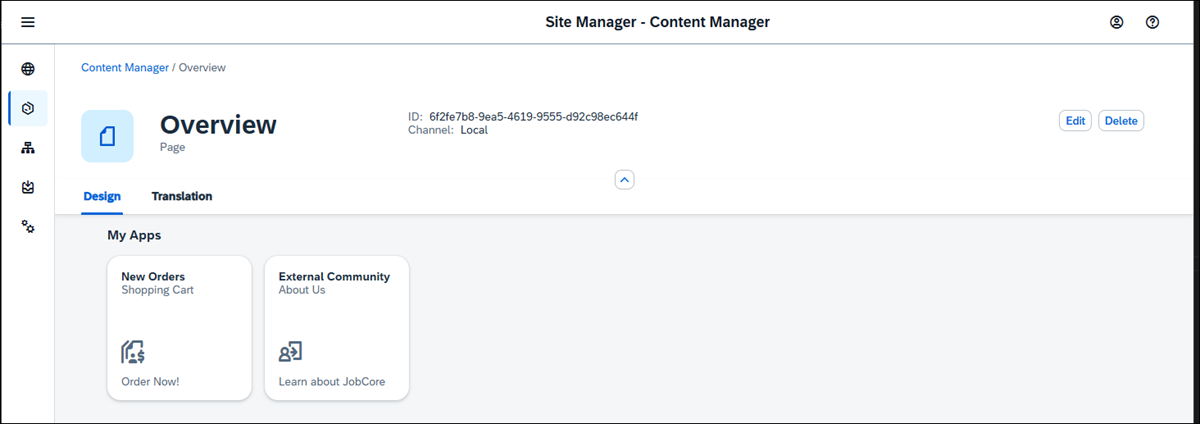 Site Manager - Content Manager
Content Manager / Overview
Overview
Page
ID: 6f2fe7b8-9ea5-4619-9555-d92c98ec644f
Channel: Local
Edit
Delete
Design
Translation
My Apps
New Orders
Shopping Cart
Order Now!
External Community
About Us
Learn about JobCore